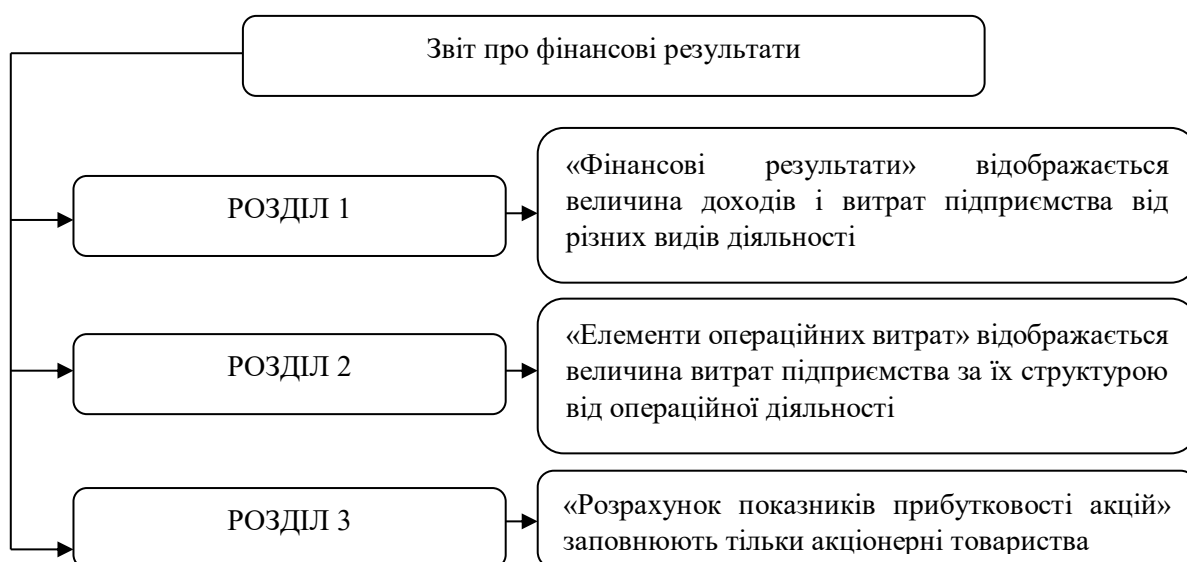 Звіт про фінансові результати
РОЗДІЛ 1
«Фінансові результати» відображається
величина доходів і витрат підприємства від
різних видів діяльності
РОЗДІЛ 2
«Елементи операційних витрат» відображається
величина витрат підприємства за їх структурою
від операційної діяльності
РОЗДІЛ 3
«Розрахунок показників прибутковості акцій»
заповнюють тільки акціонерні товариства